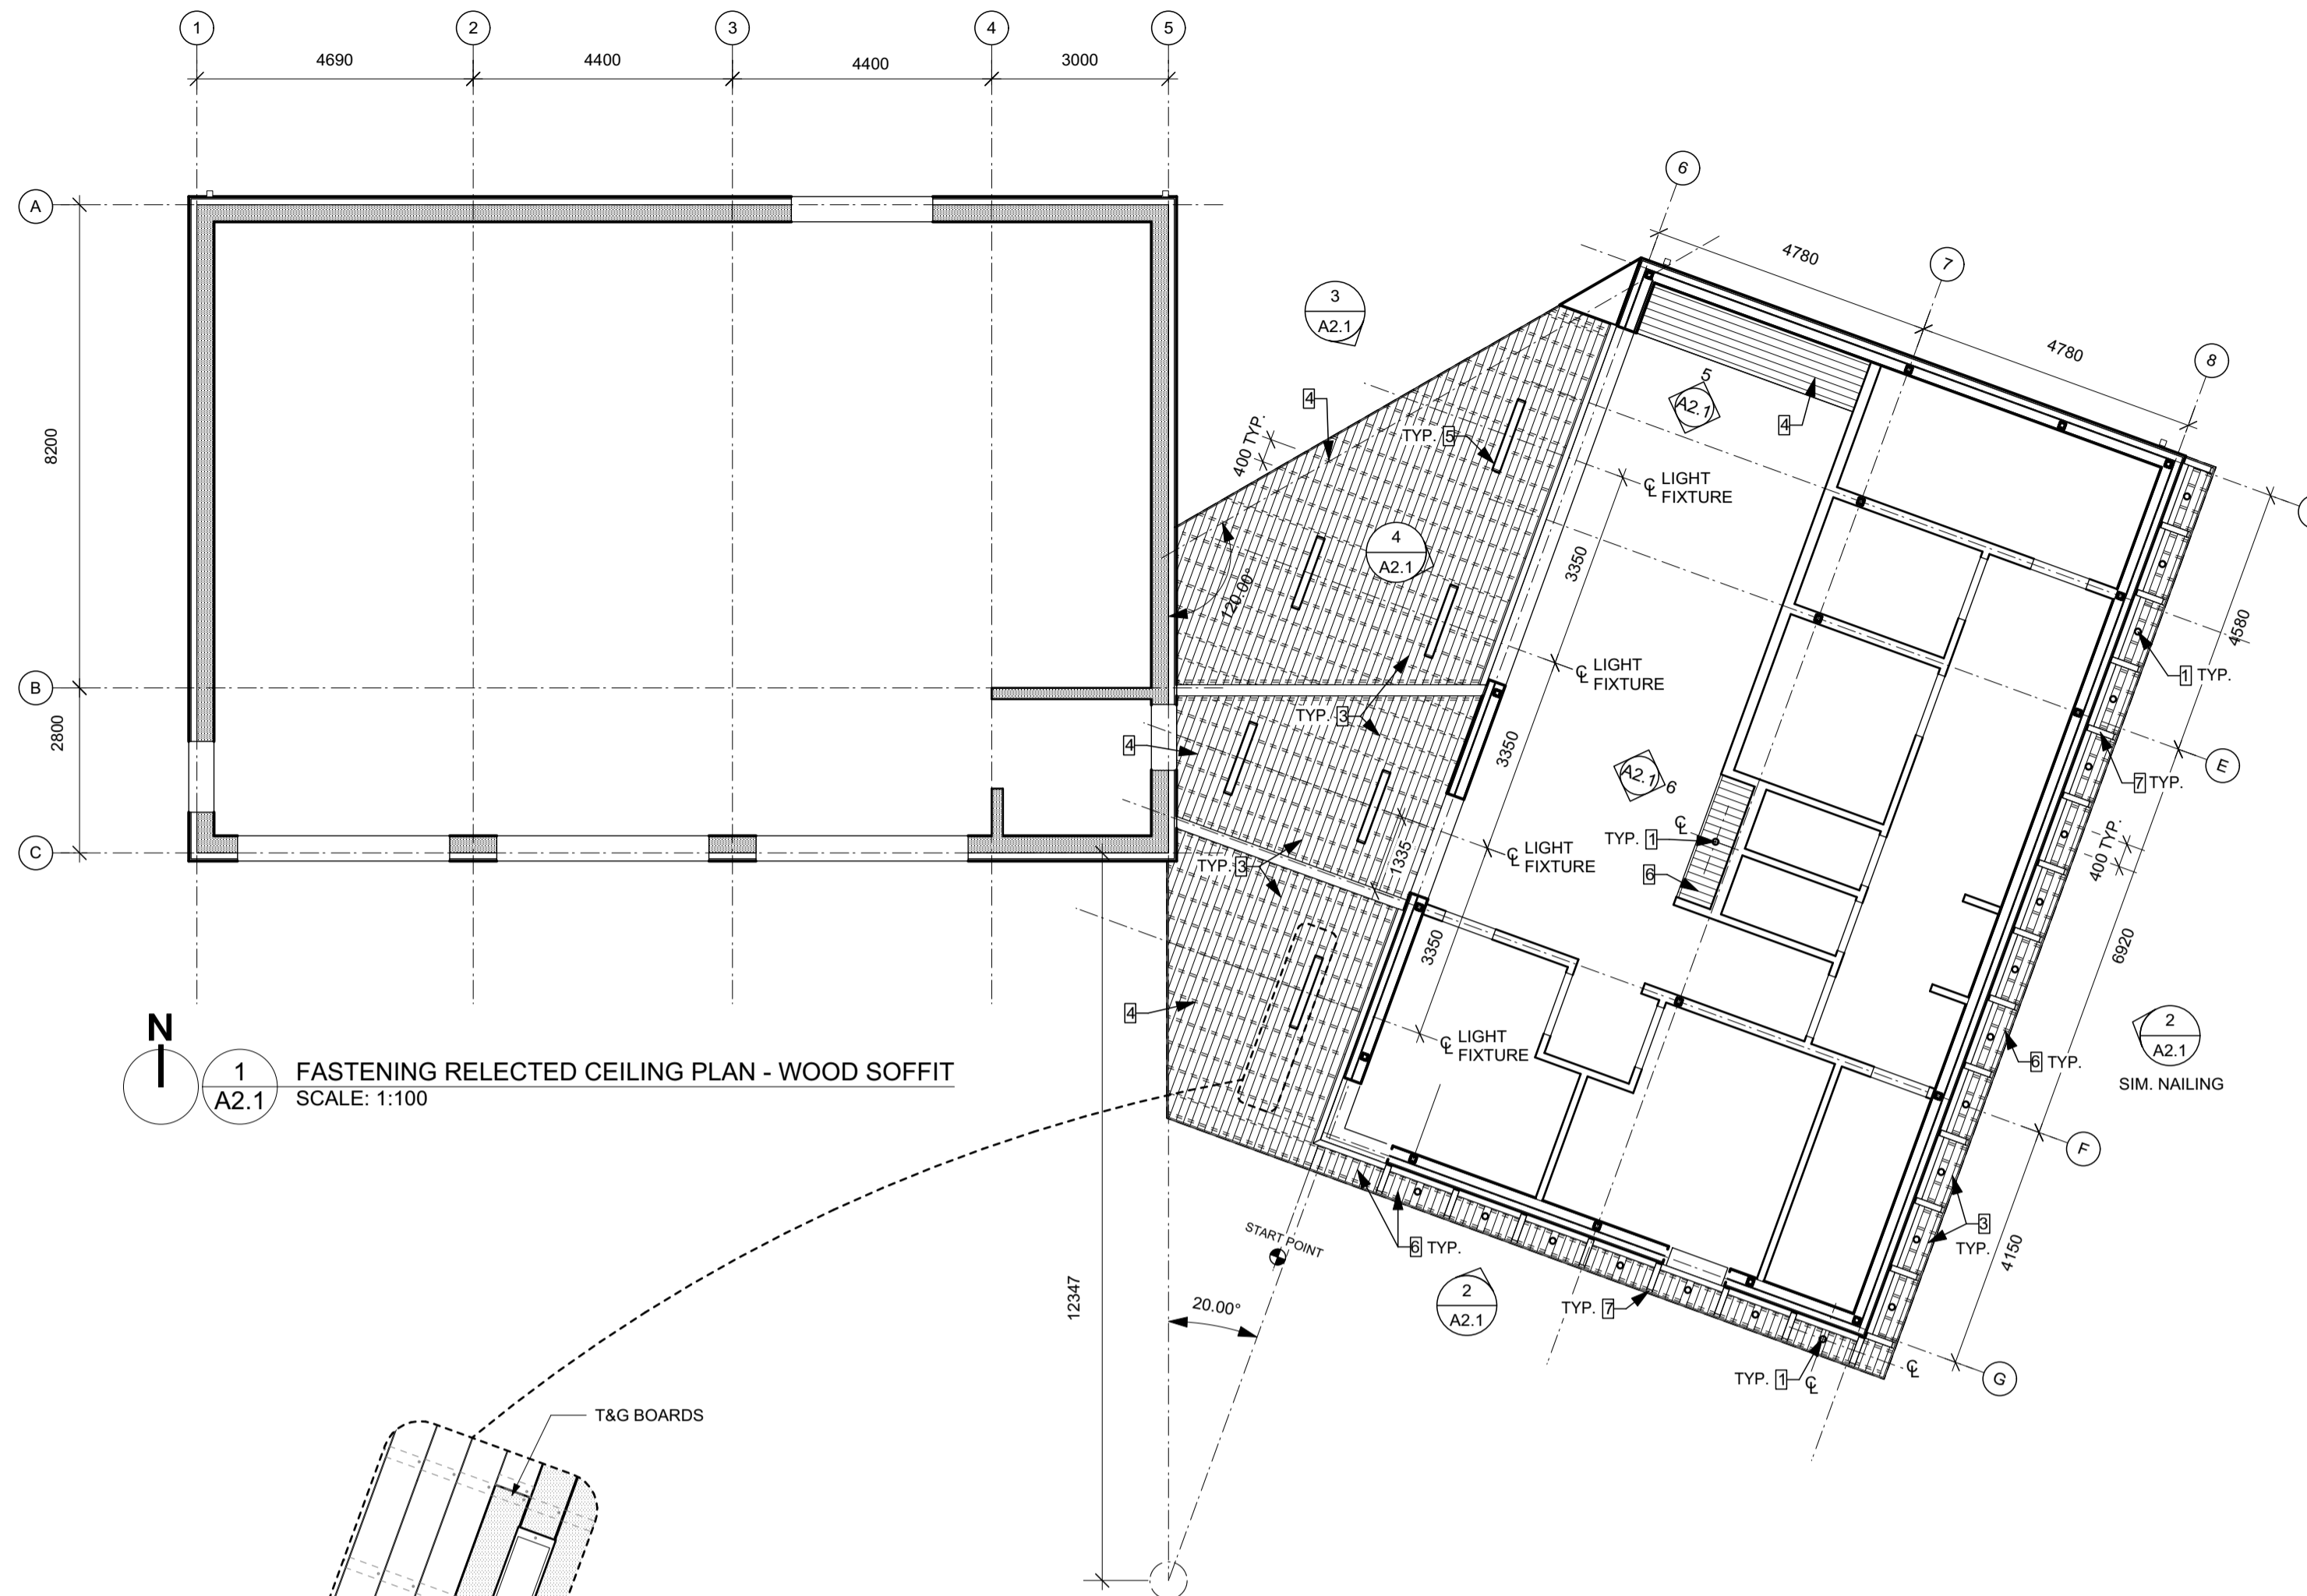 1
2
3
4
5
4690
4400
4400
3000
A
B
C
8200
2800
6
7
8
4780
4780
3
A2.1
4
400 TYP.
TYP. 5
5
A2.1
4
℄ LIGHT
FIXTURE
4
A2.1
120.00°
3350
℄ LIGHT
FIXTURE
4580
1 TYP.
TYP. 3
4
3350
A2.1
6
E
7 TYP.
400 TYP.
TYP. 1
℄
6
℄ LIGHT
FIXTURE
1335
TYP. 3
3350
6920
4
℄ LIGHT
FIXTURE
2
A2.1
SIM. NAILING
6 TYP.
F
N
1
A2.1
FASTENING RELECTED CEILING PLAN - WOOD SOFFIT
SCALE: 1:100
3
TYP.
4150
START POINT
6 TYP.
2
A2.1
TYP. 7
20.00°
12347
TYP. 1
℄
℄
G
T&G BOARDS